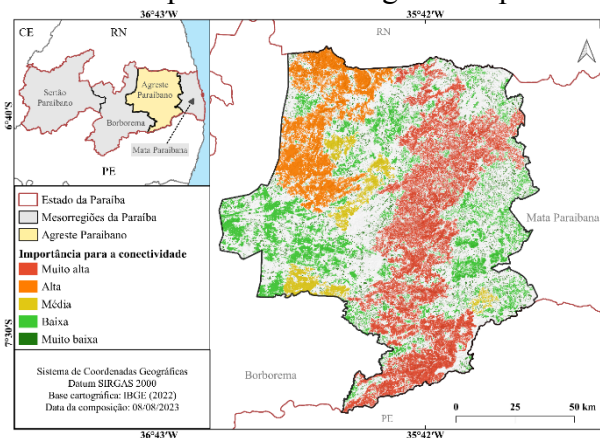 36°43'W
35°42'W
CE
RN
RN
Sertão
Paraibano
Agreste
Paraibano
Borborema
Mata Paraibana
PE
6°40'S
Estado da Paraíba
Mesorregiões da Paraíba
Agreste Paraibano
Importância para a conectividade
Muito alta
Alta
Média
Baixa
Muito baixa
7°30'S
Sistema de Coordenadas Geográficas
Datum SIRGAS 2000
Base cartográfica: IBGE (2022)
Data da composição: 08/08/2023
Mata Paraibana
Borborema
PE
0
25
50 km
36°43'W
35°42'W